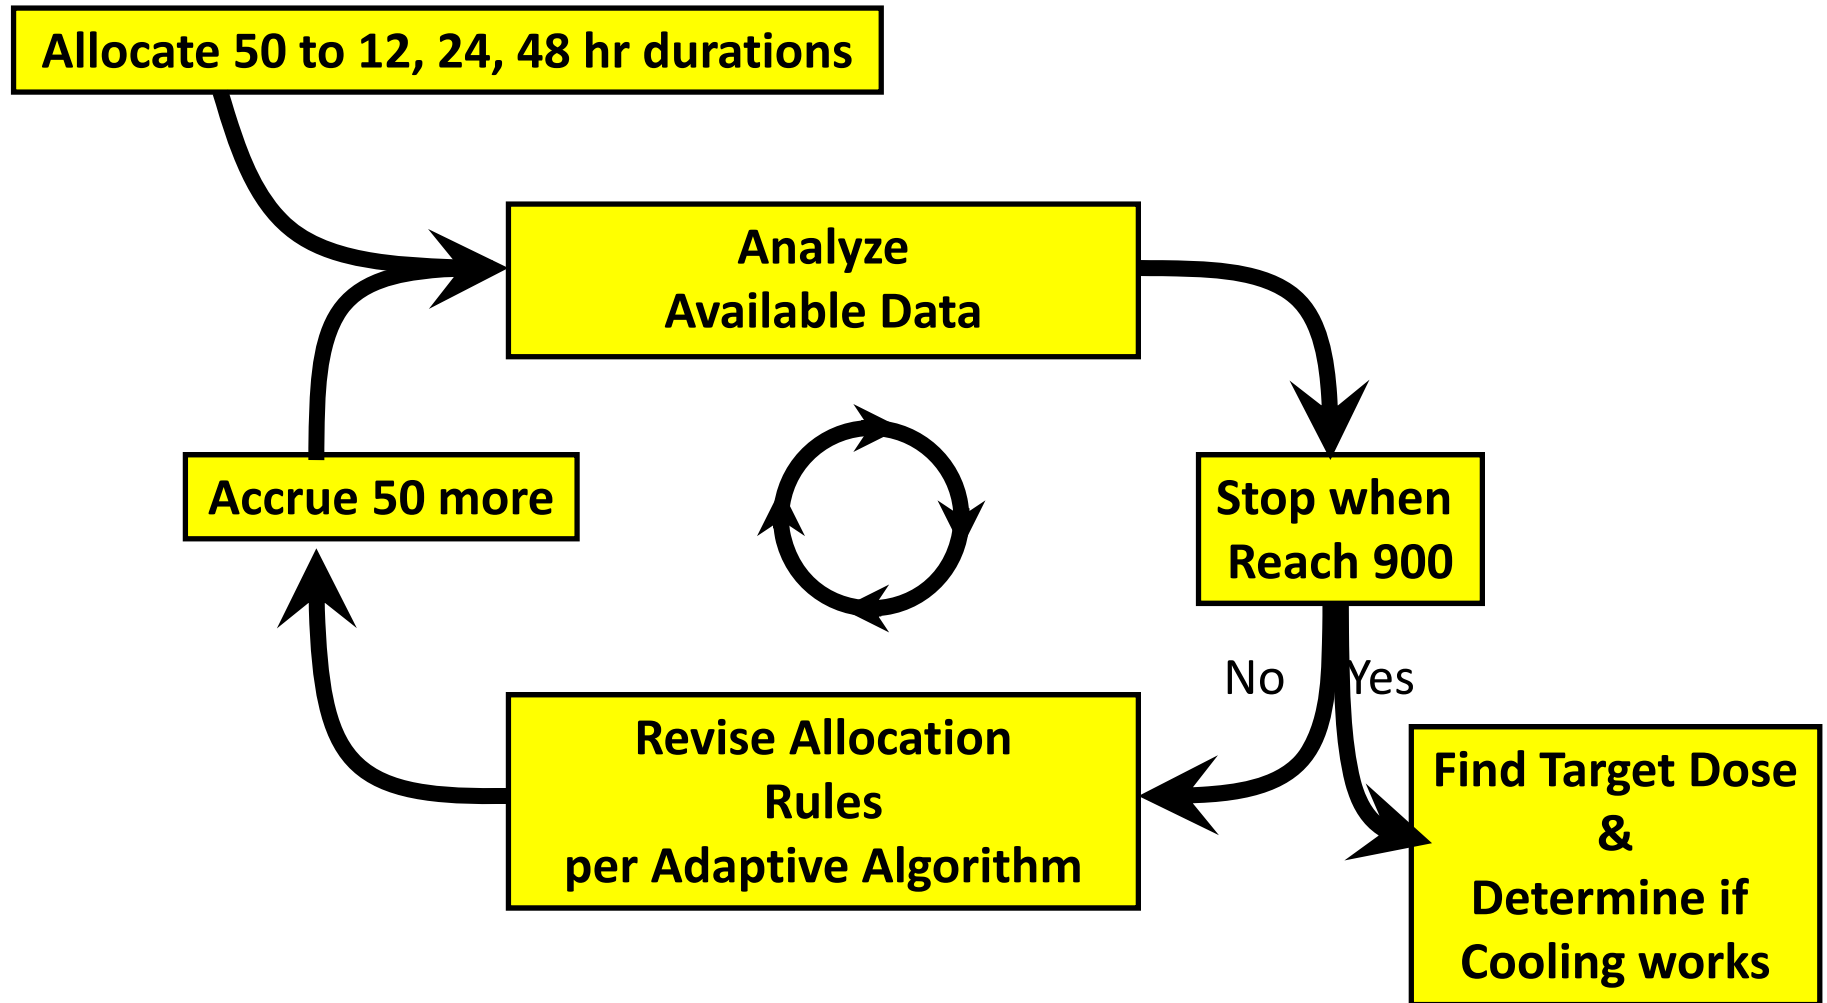 Allocate 50 to 12, 24, 48 hr durations
Analyze
Available Data
Accrue 50 more
Stop when
Reach 900
No
Yes
Revise Allocation
Rules
per Adaptive Algorithm
Find Target Dose
&
Determine if
Cooling works